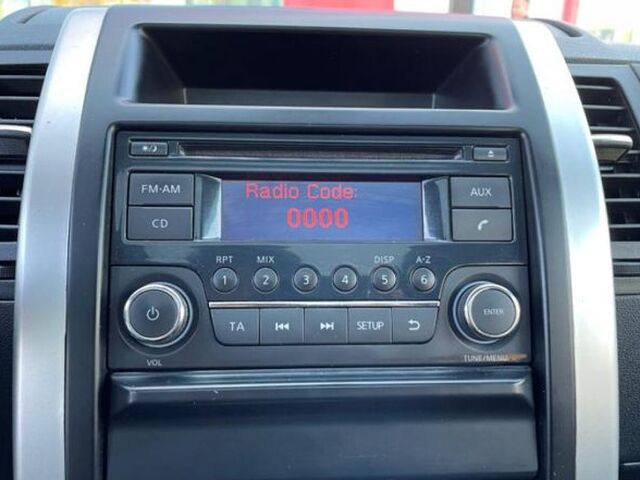 FM·AM
CD
Radio Code:
0000
AUX
RPT MIX DISP A-Z
1 2 3 4 5 6
TA SETUP
VOL
ENTER
TUNE/MENU